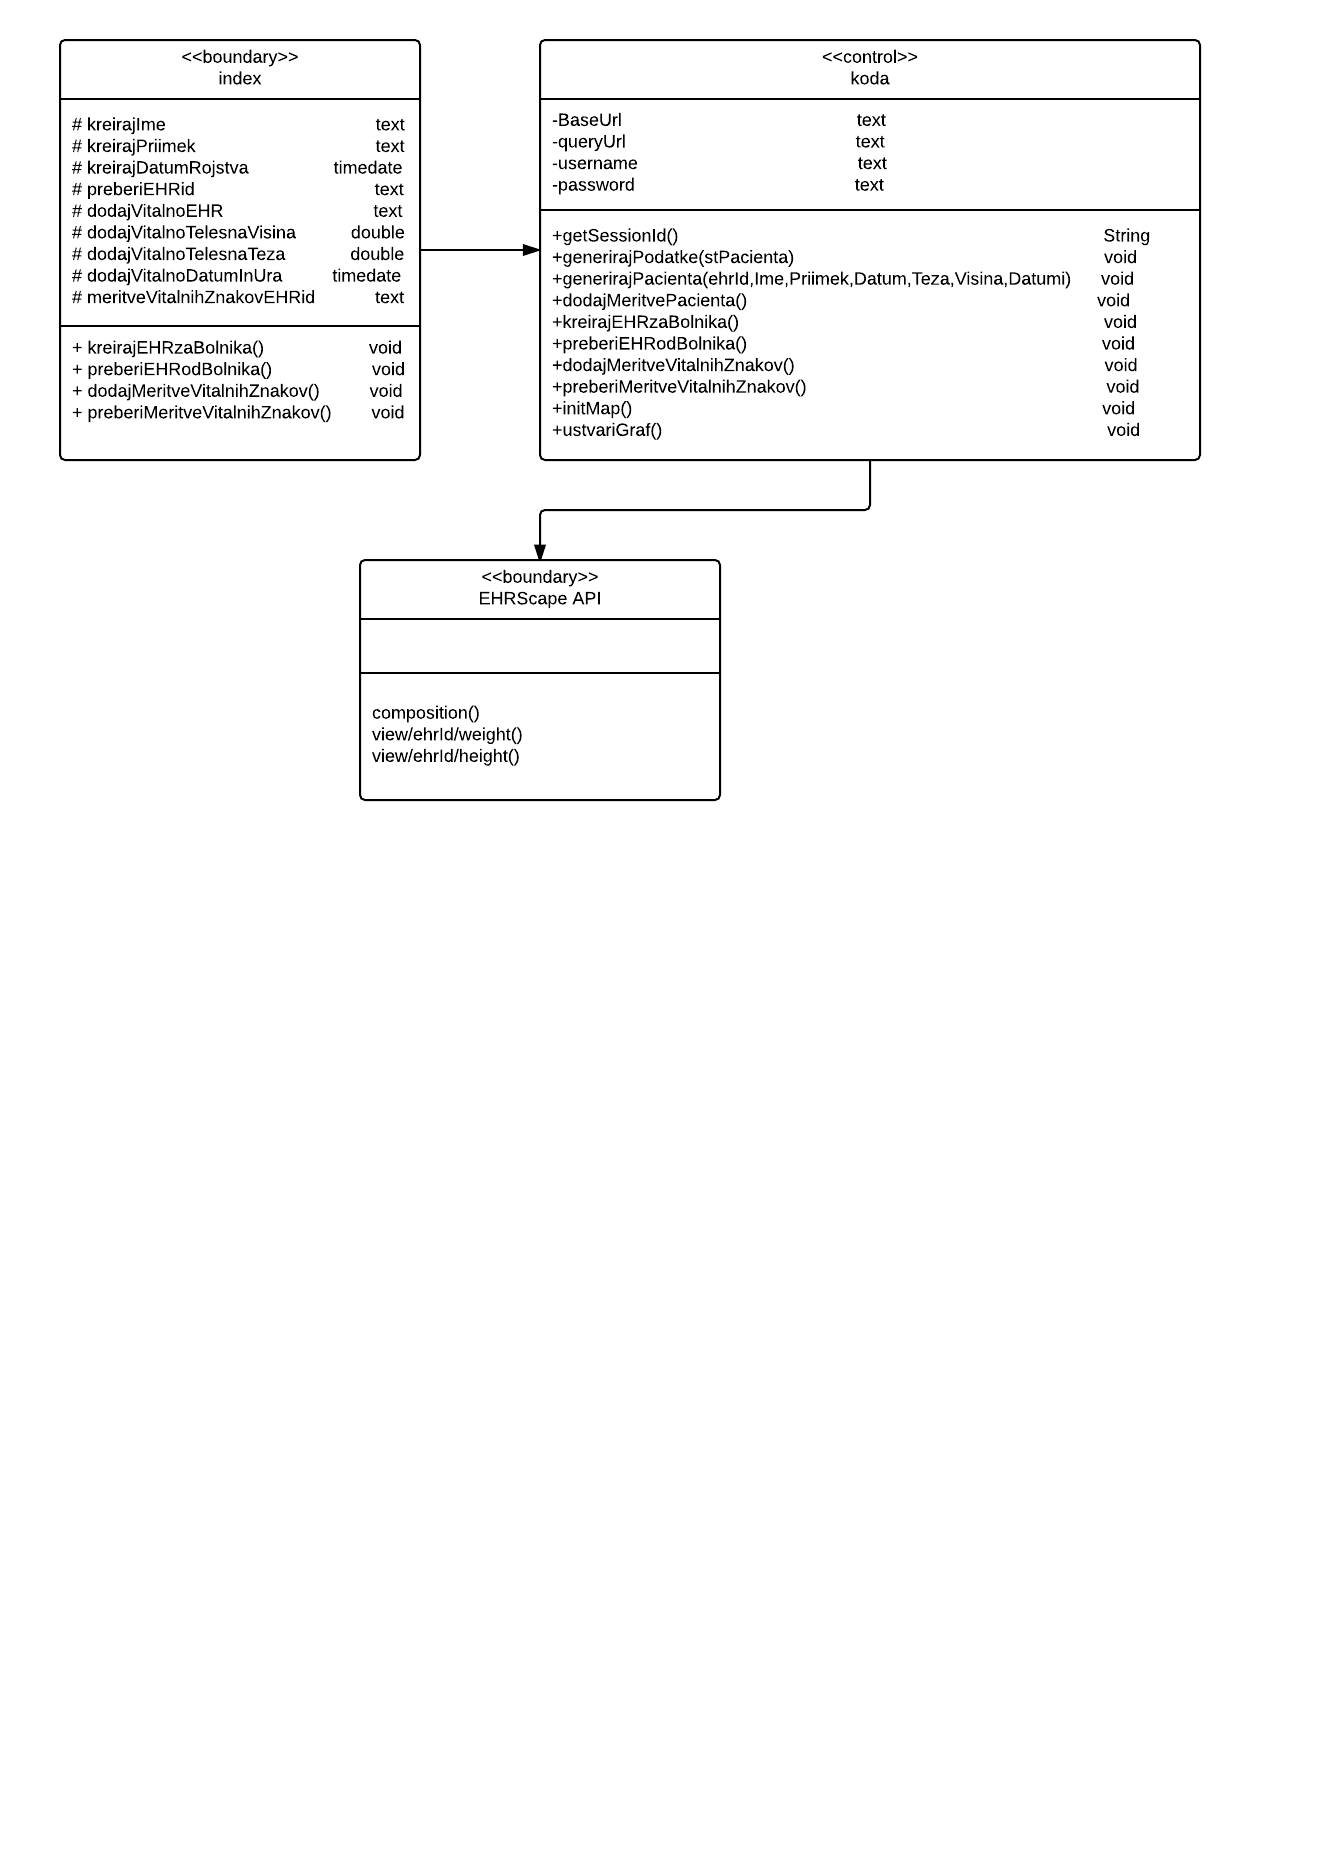 <<boundary>>
index
# kreirajIme text
# kreirajPriimek text
# kreirajDatumRojstva timedate
# preberiEHRid text
# dodajVitalnoEHR text
# dodajVitalnoTelesnaVisina double
# dodajVitalnoTelesnaTeza double
# dodajVitalnoDatumInUra timedate
# meritveVitalnihZnakovEHRid text
+ kreirajEHRzaBolnika() void
+ preberiEHRodBolnika() void
+ dodajMeritveVitalnihZnakov() void
+ preberiMeritveVitalnihZnakov() void
<<control>>
koda
-BaseUrl text
-queryUrl text
-username text
-password text
+getSessionId() String
+generirajPodatke(stPacienta) void
+generirajPacienta(ehrId,Ime,Priimek,Datum,Teza,Visina,Datumi) void
+dodajMeritvePacienta() void
+kreirajEHRzaBolnika() void
+preberiEHRodBolnika() void
+dodajMeritveVitalnihZnakov() void
+preberiMeritveVitalnihZnakov() void
+initMap() void
+ustvariGraf() void
<<boundary>>
EHRScape API
composition()
view/ehrId/weight()
view/ehrId/height()